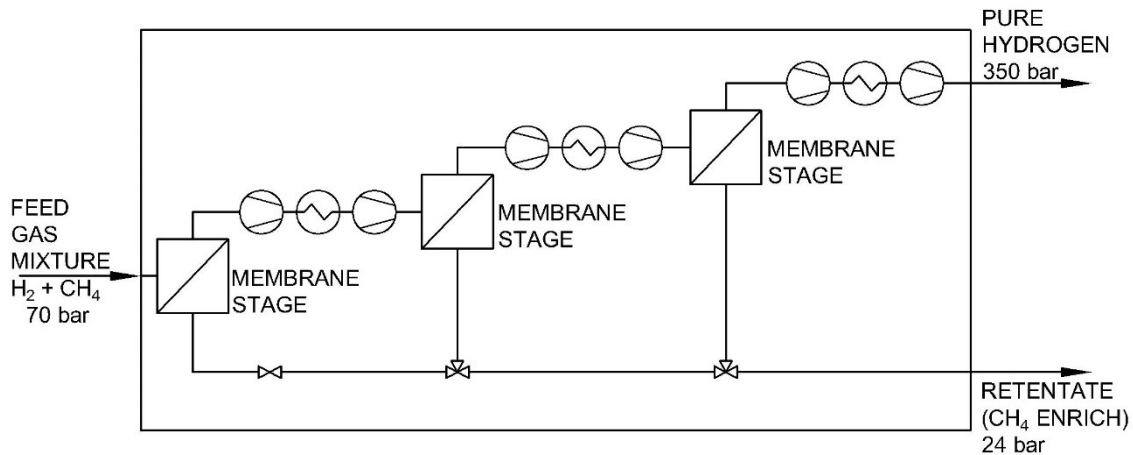 PURE
HYDROGEN
350 bar
MEMBRANE
STAGE
MEMBRANE
STAGE
FEED
GAS
MIXTURE
H₂ + CH₄
70 bar
MEMBRANE
STAGE
RETENTATE
(CH₄ ENRICH)
24 bar